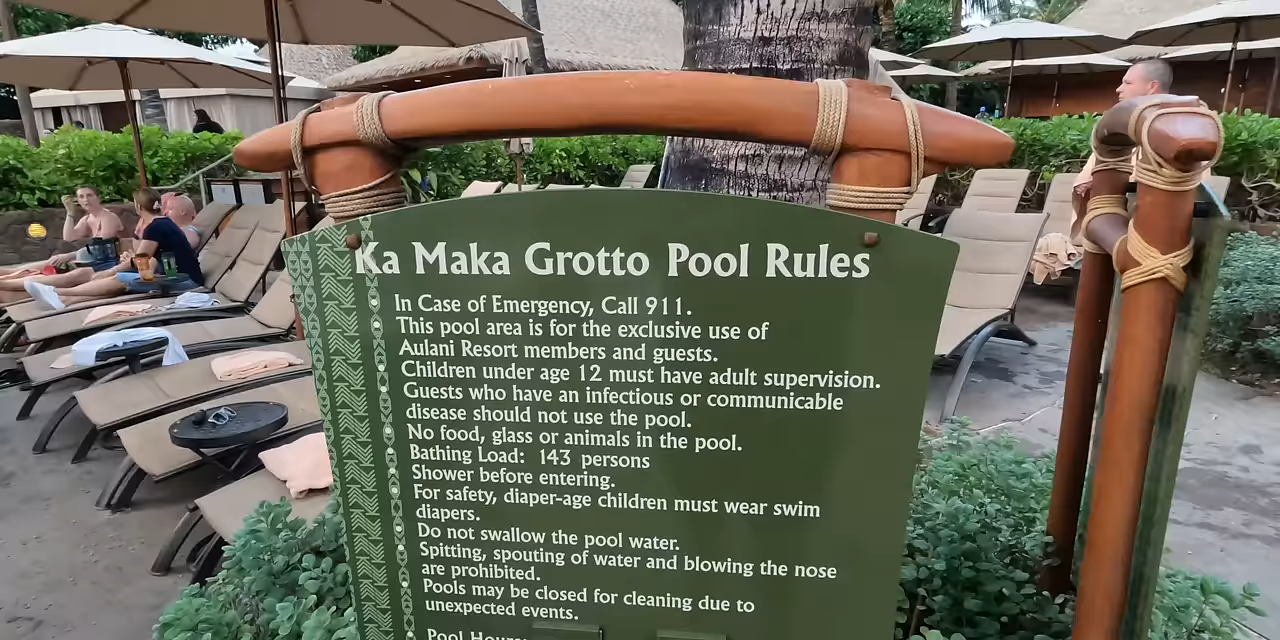 Ka Maka Grotto Pool Rules
In Case of Emergency, Call 911.
This pool area is for the exclusive use of
Aulani Resort members and guests.
Children under age 12 must have adult supervision.
Guests who have an infectious or communicable
disease should not use the pool.
No food, glass or animals in the pool.
Bathing Load: 143 persons
Shower before entering.
For safety, diaper-age children must wear swim
diapers.
Do not swallow the pool water.
Spitting, spouting of water and blowing the nose
are prohibited.
Pools may be closed for cleaning due to
unexpected events.
Pool Hours: